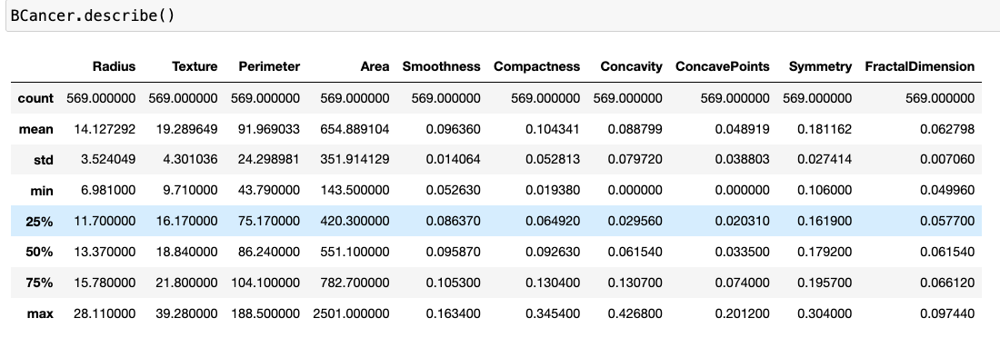 BCancer.describe()
Radius Texture Perimeter Area Smoothness Compactness Concavity ConcavePoints Symmetry FractalDimension
count 569.000000 569.000000 569.000000 569.000000 569.000000 569.000000 569.000000 569.000000 569.000000 569.000000
mean 14.127292 19.289649 91.969033 654.889104 0.096360 0.104341 0.088799 0.048919 0.181162 0.062798
std 3.524049 4.301036 24.298981 351.914129 0.014064 0.052813 0.079720 0.038803 0.027414 0.007060
min 6.981000 9.710000 43.790000 143.500000 0.052630 0.019380 0.000000 0.000000 0.106000 0.049960
25% 11.700000 16.170000 75.170000 420.300000 0.086370 0.064920 0.029560 0.020310 0.161900 0.057700
50% 13.370000 18.840000 86.240000 551.100000 0.095870 0.092630 0.061540 0.033500 0.179200 0.061540
75% 15.780000 21.800000 104.100000 782.700000 0.105300 0.130400 0.130700 0.074000 0.195700 0.066120
max 28.110000 39.280000 188.500000 2501.000000 0.163400 0.345400 0.426800 0.201200 0.304000 0.097440